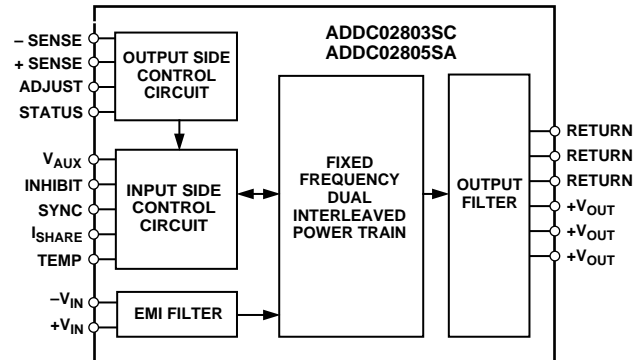 ADDC02803SC
ADDC02805SA
– SENSE
+ SENSE
ADJUST
STATUS
OUTPUT SIDE
CONTROL
CIRCUIT
VAUX
INHIBIT
SYNC
ISHARE
TEMP
INPUT SIDE
CONTROL
CIRCUIT
–VIN
+VIN
EMI FILTER
FIXED
FREQUENCY
DUAL
INTERLEAVED
POWER TRAIN
OUTPUT
FILTER
RETURN
RETURN
RETURN
+VOUT
+VOUT
+VOUT